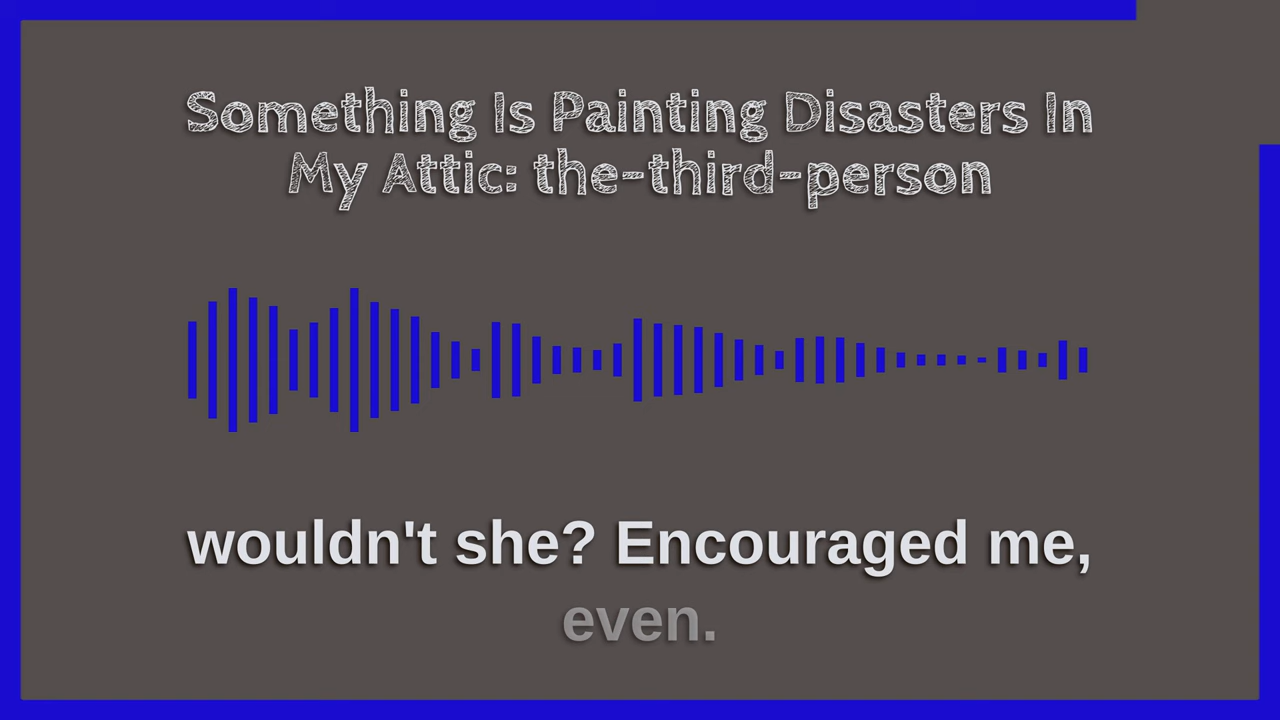 Something Is Painting Disasters In
My Attic: the-third-person
wouldn't she? Encouraged me,
even.